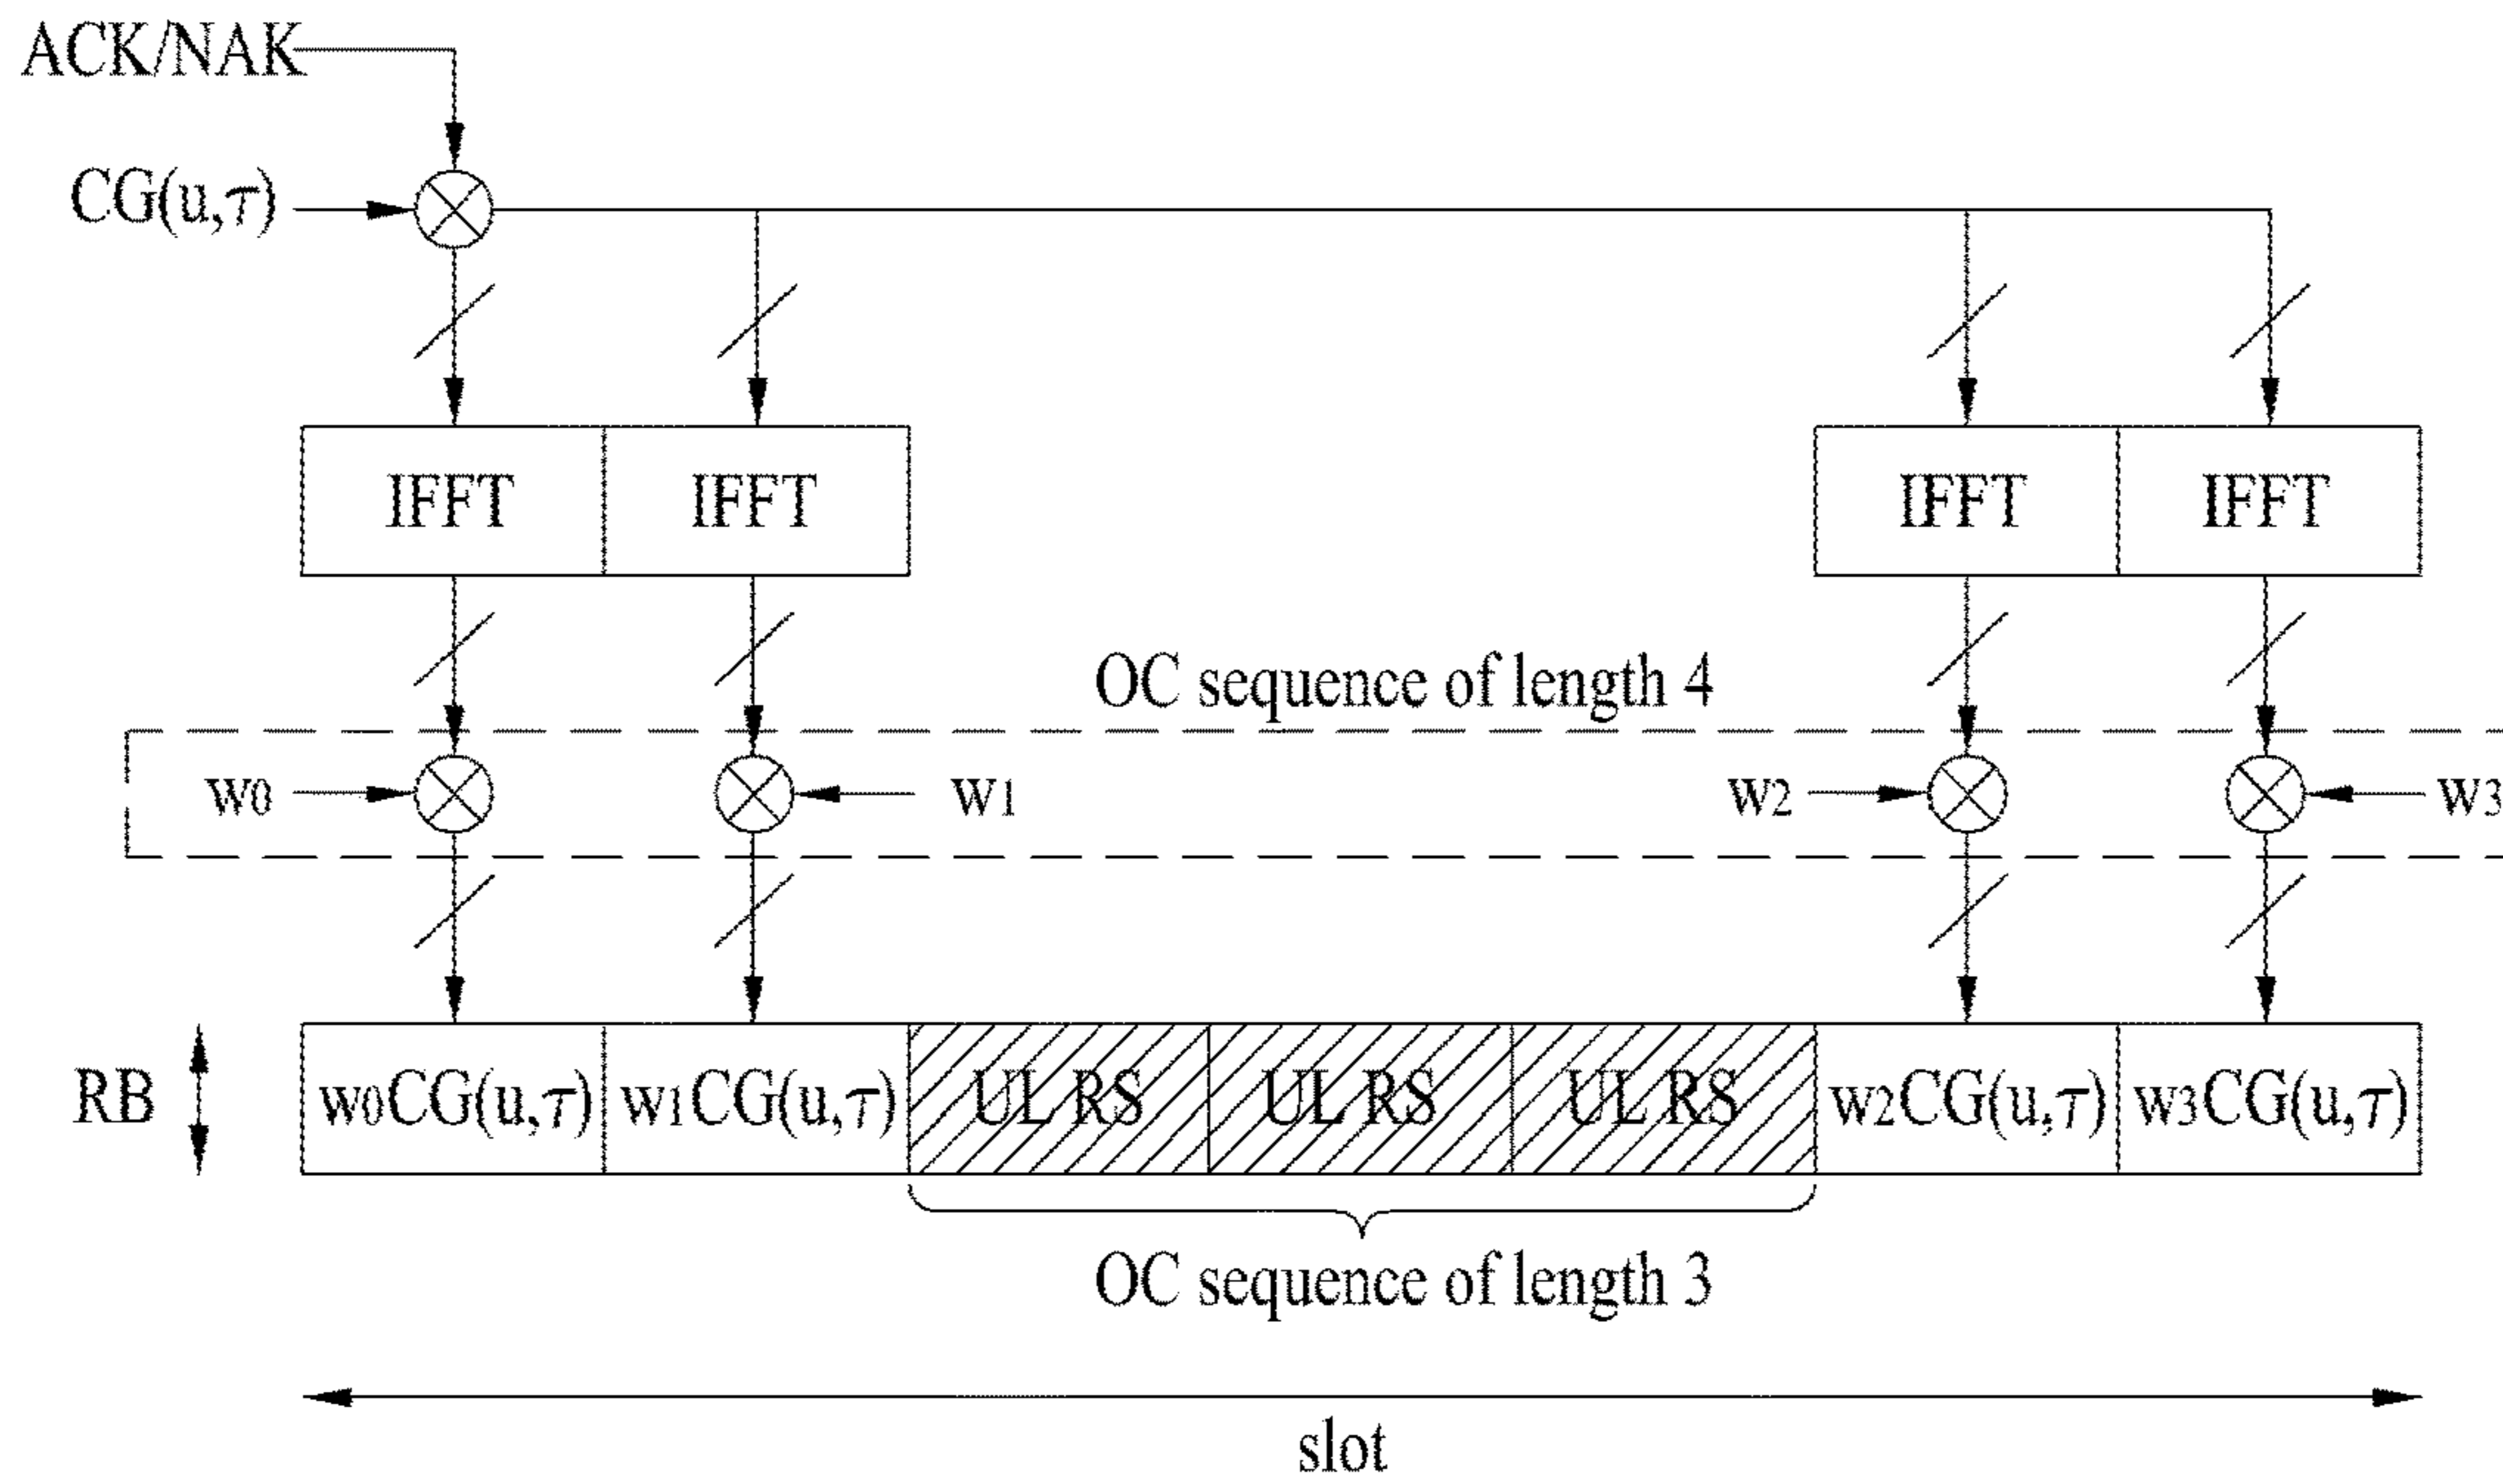 ACK/NAK
CG(u,τ)
IFFT IFFT IFFT IFFT
OC sequence of length 4
w0 w1 w2 w3
RB w0CG(u,τ) w1CG(u,τ) UL RS UL RS UL RS w2CG(u,τ) w3CG(u,τ)
OC sequence of length 3
slot